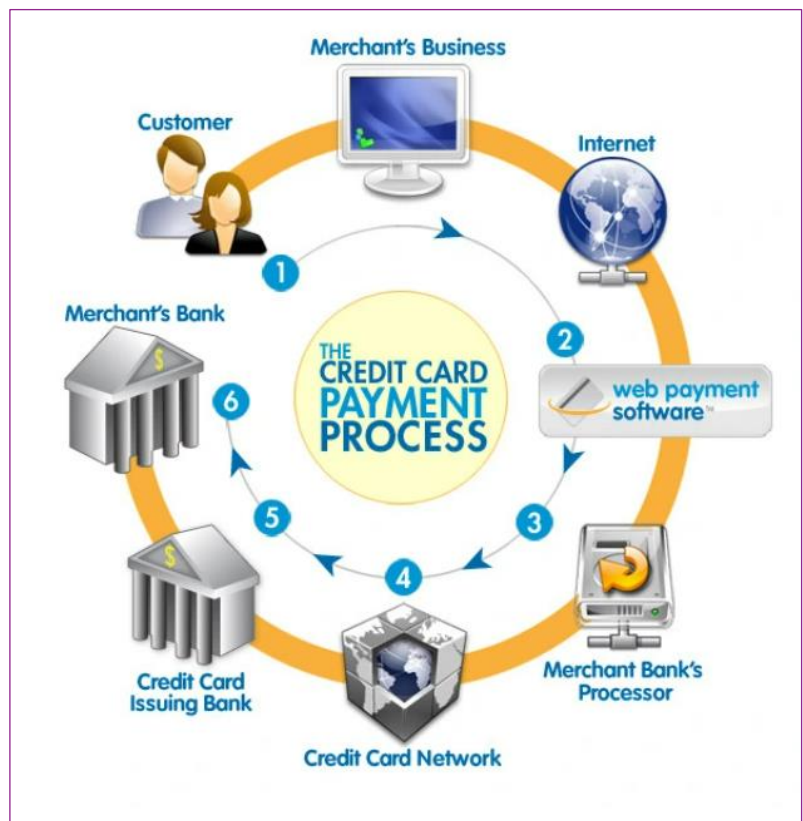 Merchant's Business
Customer
Internet
1
Merchant's Bank
2
THE
CREDIT CARD
PAYMENT
PROCESS
web payment
software™
6
5
3
4
Credit Card
Issuing Bank
Merchant Bank's
Processor
Credit Card Network
$
$